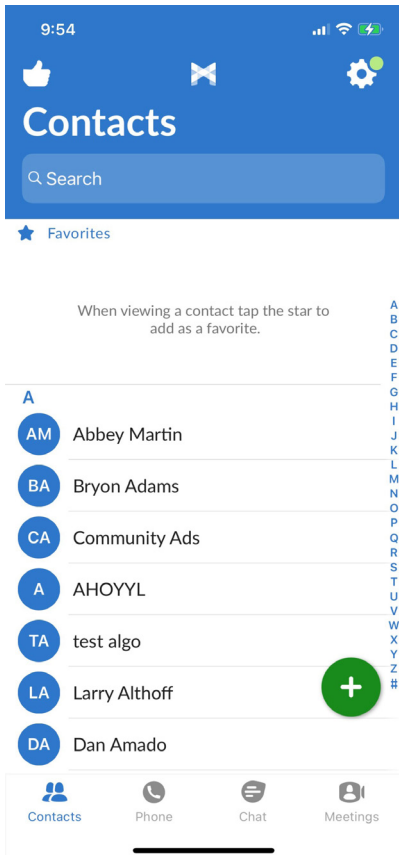 9:54
Contacts
Search
Favorites
When viewing a contact tap the star to
add as a favorite.
A
AM Abbey Martin
BA Bryon Adams
CA Community Ads
A AHOYYL
TA test algo
LA Larry Althoff
DA Dan Amado
A
B
C
D
E
F
G
H
I
J
K
L
M
N
O
P
Q
R
S
T
U
V
W
X
Y
Z
#
+
Contacts Phone Chat Meetings